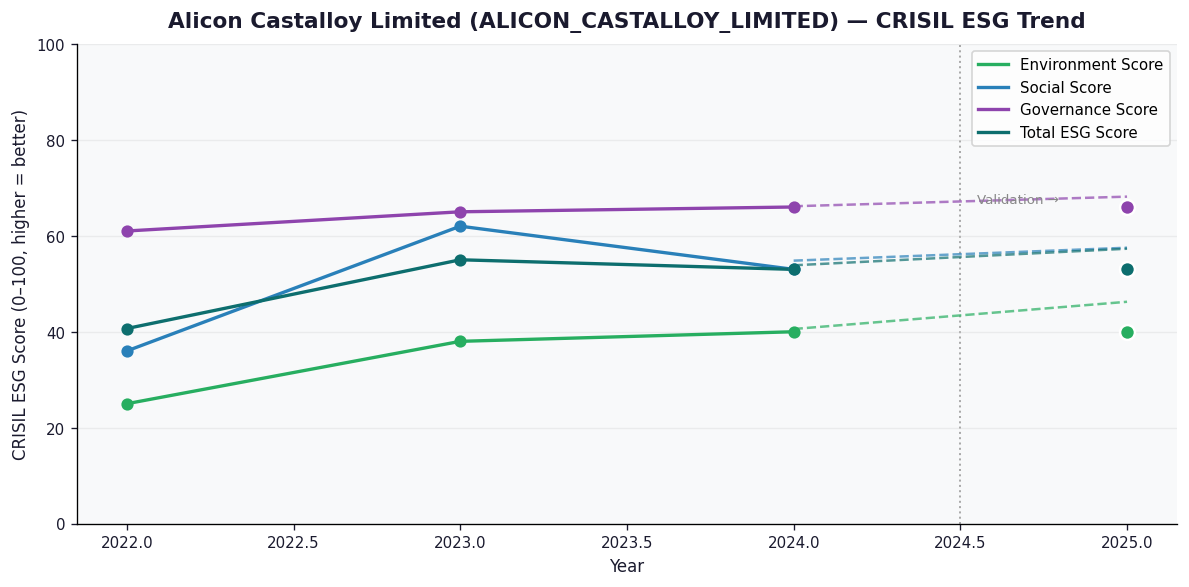 Alicon Castalloy Limited (ALICON_CASTALLOY_LIMITED) — CRISIL ESG Trend
CRISIL ESG Score (0–100, higher = better)
100
80
60
40
20
0
Environment Score
Social Score
Governance Score
Total ESG Score
Validation →
2022.0
2022.5
2023.0
2023.5
2024.0
2024.5
2025.0
Year